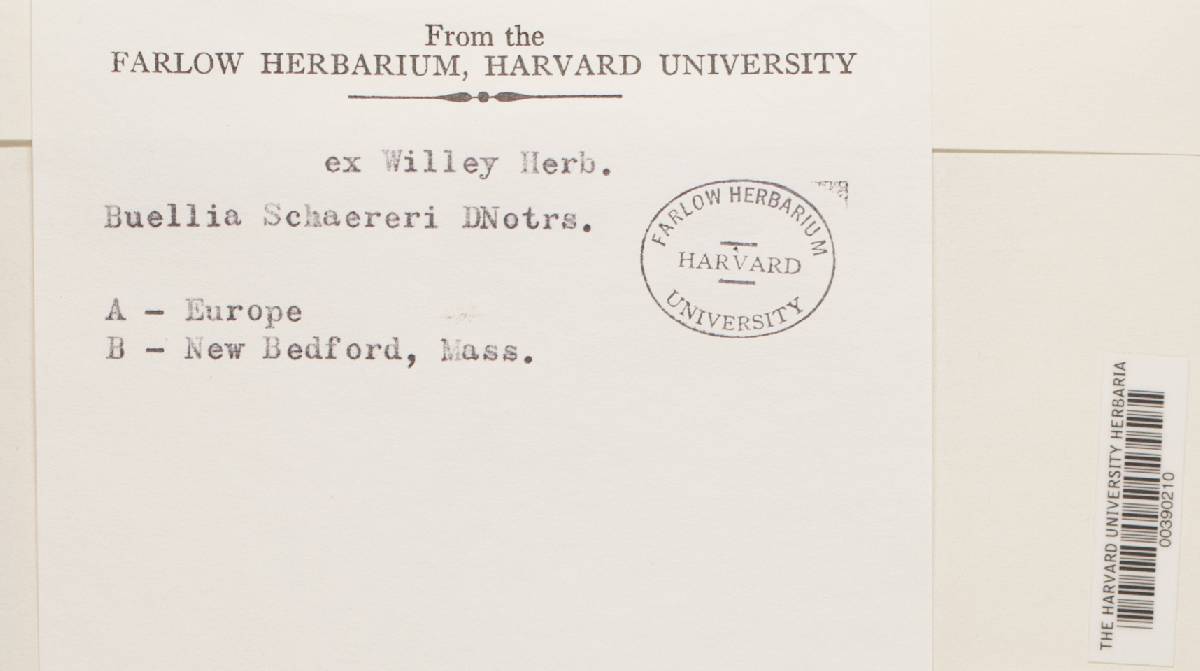 From the
FARLOW HERBARIUM, HARVARD UNIVERSITY
ex Willey Herb.
Buellia Schaereri DNotrs.
A - Europe
B - New Bedford, Mass.
FARLOW HERBARIUM
HARVARD
UNIVERSITY
THE HARVARD UNIVERSITY HERBARIA
00390210